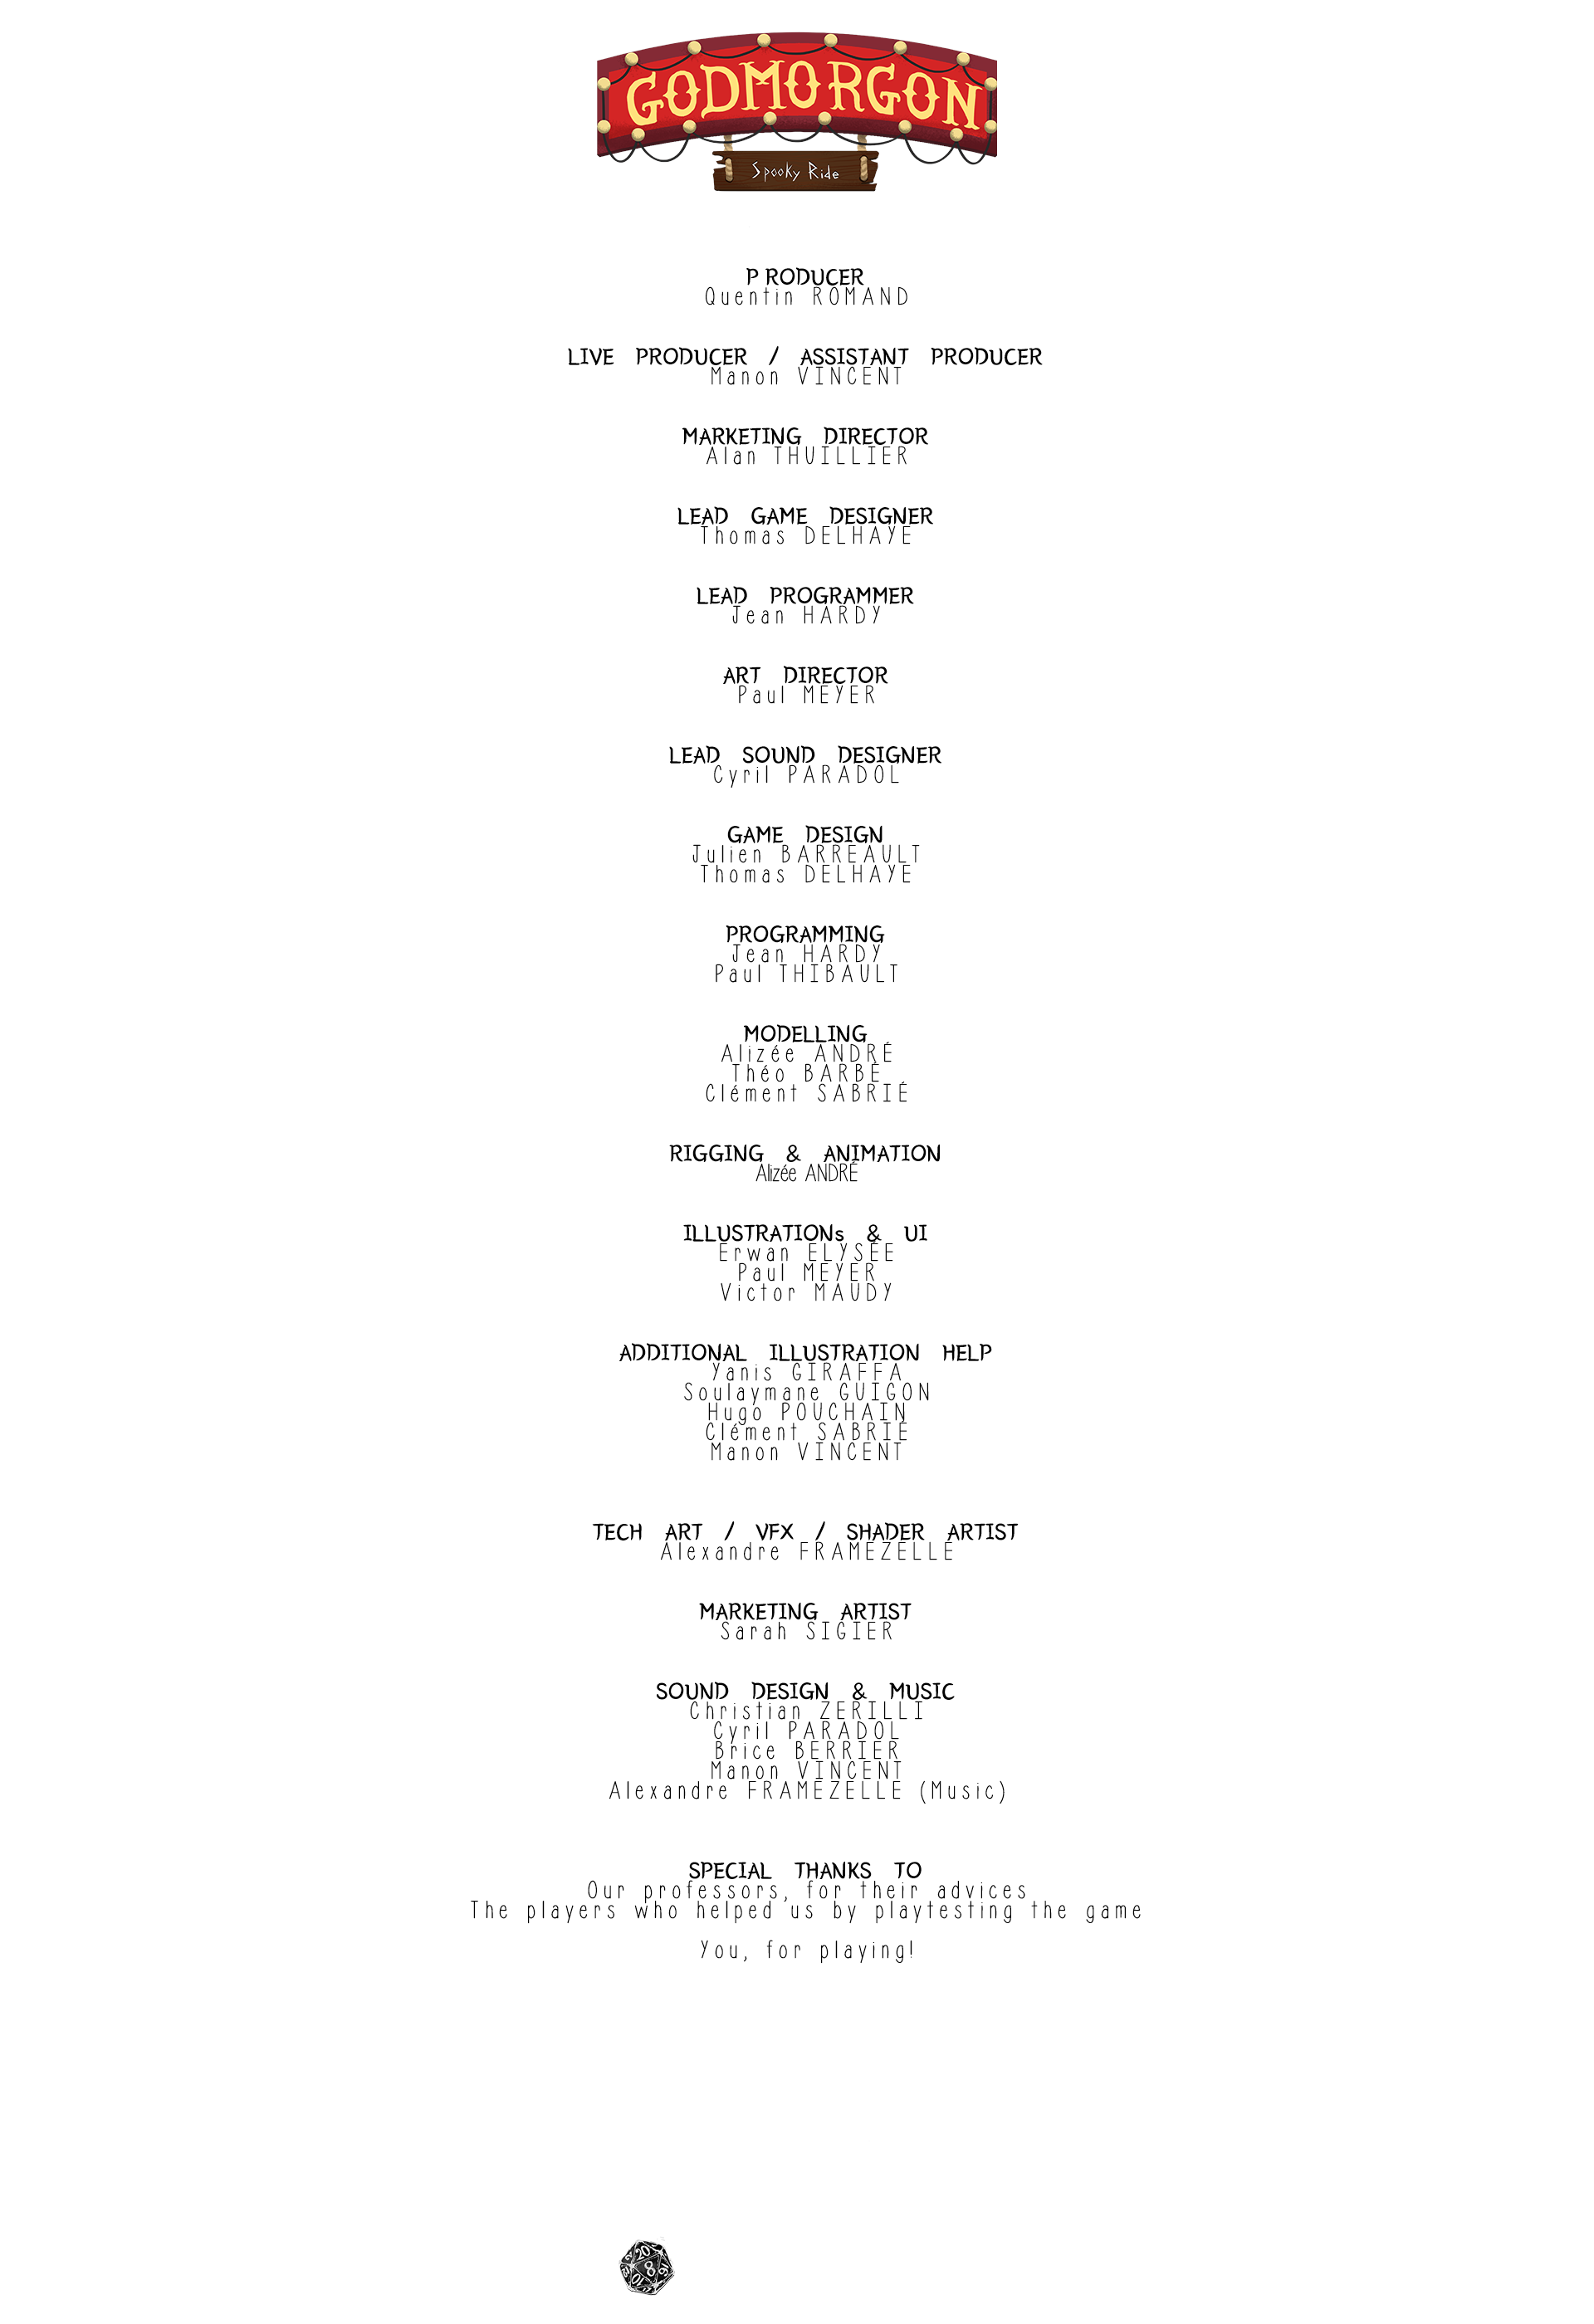 GODMORGON
Spooky Ride
P RODUCER
Quentin ROMAND
LIVE PRODUCER / ASSISTANT PRODUCER
Manon VINCENT
MARKETING DIRECTOR
Alan THUILLIER
LEAD GAME DESIGNER
Thomas DELHAYE
LEAD PROGRAMMER
Jean HARDY
ART DIRECTOR
Paul MEYER
LEAD SOUND DESIGNER
Cyril PARADOL
GAME DESIGN
Julien BARREAULT
Thomas DELHAYE
PROGRAMMING
Jean HARDY
Paul THIBAULT
MODELLING
Alizée ANDRÉ
Théo BARBÉ
Clément SABRIÉ
RIGGING & ANIMATION
Alizée ANDRÉ
ILLUSTRATIONs & UI
Erwan ELYSÉE
Paul MEYER
Victor MAUDY
ADDITIONAL ILLUSTRATION HELP
Yanis GIRAFFA
Soulaymane GUIGON
Hugo POUCHAIN
Clément SABRIÉ
Manon VINCENT
TECH ART / VFX / SHADER ARTIST
Alexandre FRAMEZELLE
MARKETING ARTIST
Sarah SIGIER
SOUND DESIGN & MUSIC
Christian ZERILLI
Cyril PARADOL
Brice BERRIER
Manon VINCENT
Alexandre FRAMEZELLE (Music)
SPECIAL THANKS TO
Our professors, for their advices
The players who helped us by playtesting the game
You, for playing!
20
8
10